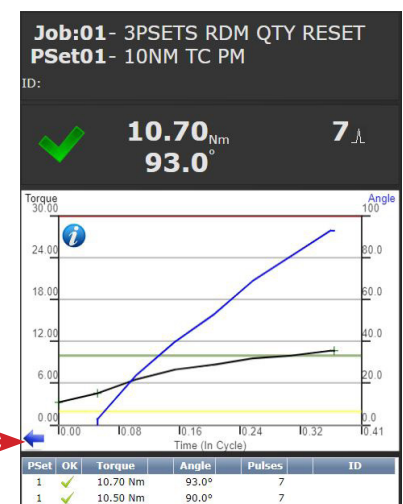 Job:01- 3PSETS RDM QTY RESET
PSet01- 10NM TC PM
ID:
10.70 Nm 7
93.0°
Torque Angle
30.00 100
24.00 80.0
18.00 60.0
12.00 40.0
6.00 20.0
0.00 0.0
0.00 0.08 0.16 0.24 0.32 0.41
Time (In Cycle)
PSet OK Torque Angle Pulses ID
1 10.70 Nm 93.0° 7
1 10.50 Nm 90.0° 7